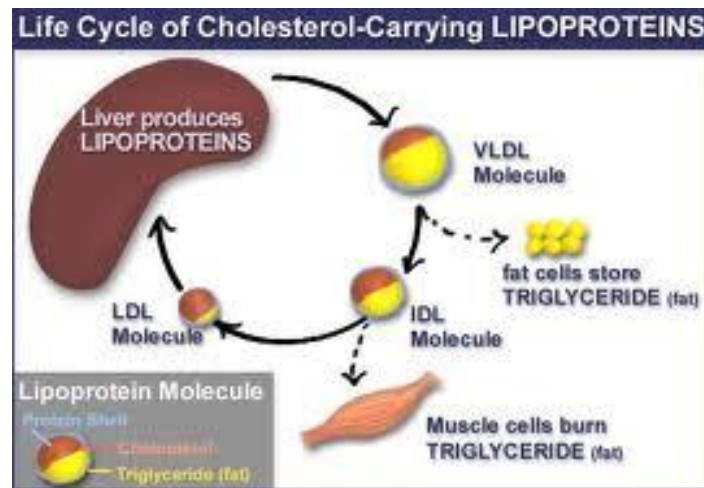 Life Cycle of Cholesterol-Carrying LIPOPROTEINS
Liver produces
LIPOPROTEINS
VLDL
Molecule
fat cells store
TRIGLYCERIDE (fat)
IDL
Molecule
LDL
Molecule
Muscle cells burn
TRIGLYCERIDE (fat)
Lipoprotein Molecule
Protein Shell
Cholesterol
Triglyceride (fat)